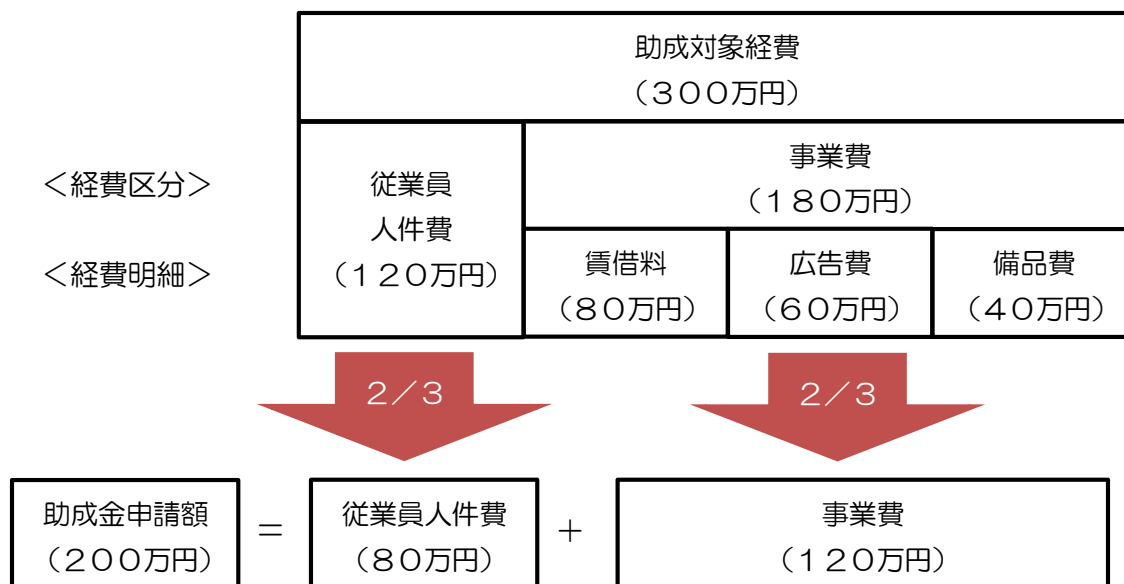 助成対象経費
（３００万円）
＜経費区分＞
従業員
人件費
（１２０万円）
事業費
（１８０万円）
＜経費明細＞
賃借料
（８０万円）
広告費
（６０万円）
備品費
（４０万円）
２／３
２／３
助成金申請額
（２００万円）
＝
従業員人件費
（８０万円）
＋
事業費
（１２０万円）